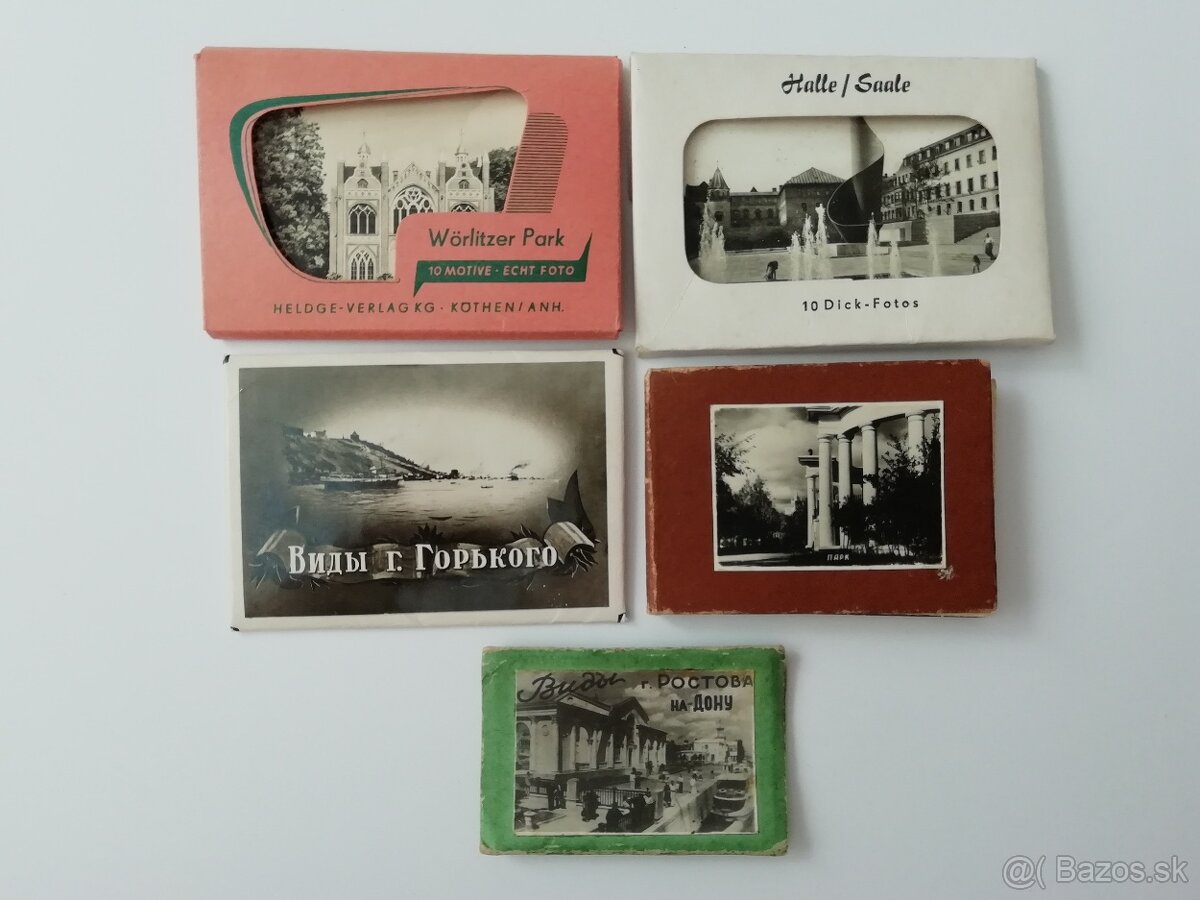 Wörlitzer Park
10 MOTIVE · ECHT FOTO
HELDGE-VERLAG KG · KÖTHEN/ANH.
Halle / Saale
10 Dick-Fotos
Виды г. Горького
ПАРК
Виды г. РОСТОВА
НА-ДОНУ
@( Bazos.sk